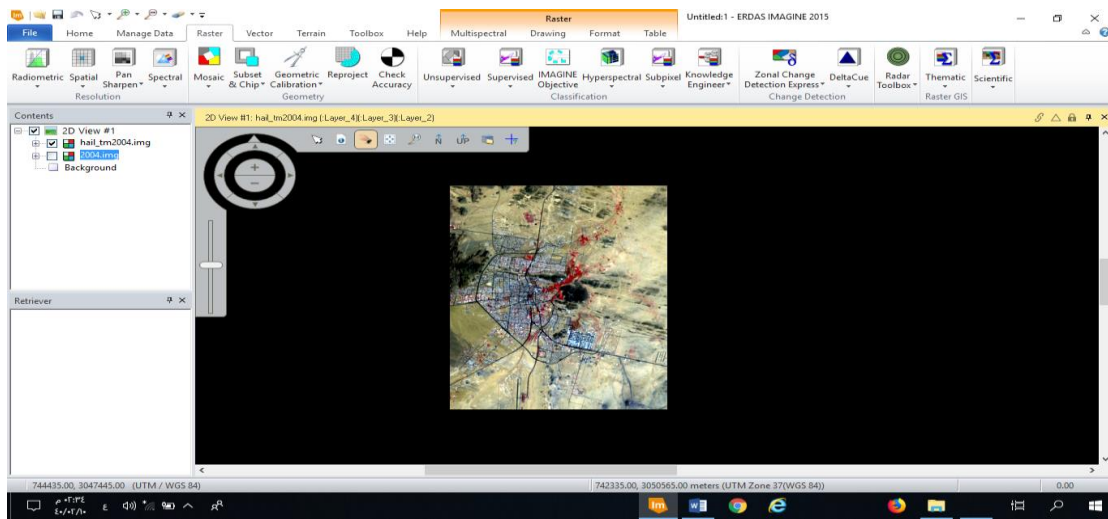 Untitled:1 - ERDAS IMAGINE 2015
Raster
File Home Manage Data Raster Vector Terrain Toolbox Help Multispectral Drawing Format Table
Radiometric Spatial Pan Sharpen Spectral Mosaic Subset & Chip Geometric Calibration Reproject Check Accuracy Unsupervised Supervised IMAGINE Objective Hyperspectral Subpixel Knowledge Engineer Zonal Change Detection Express DeltaCue Radar Toolbox Thematic Scientific
Resolution Geometry Classification Change Detection Raster GIS
Contents
2D View #1: hail_tm2004.img (:Layer_4)(:Layer_3)(:Layer_2)
2D View #1
hail_tm2004.img
2004.img
Background
UP
Retriever
744435.00, 3047445.00 (UTM / WGS 84) 742335.00, 3050565.00 meters (UTM Zone 37(WGS 84)) 0.00